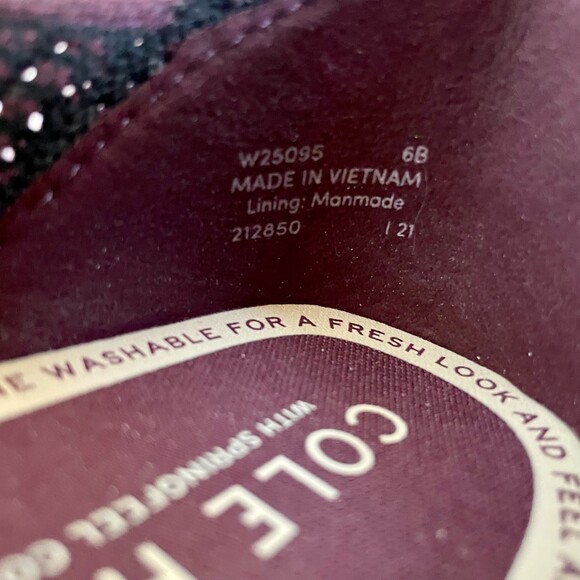 W25095 6B
MADE IN VIETNAM
Lining: Manmade
212850 / 21
WASHABLE FOR A FRESH LOOK AND FEEL
COLE
WITH SPRINGFEEL